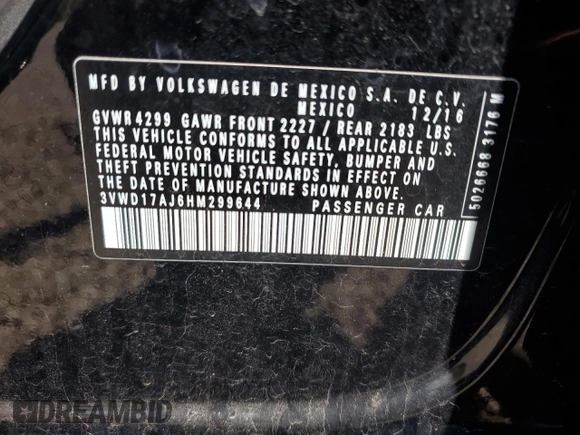 MFD BY VOLKSWAGEN DE MEXICO S.A. DE C.V.
MEXICO 12/16
GVWR 4299 GAWR FRONT 2227 / REAR 2183 LBS
THIS VEHICLE CONFORMS TO ALL APPLICABLE U.S.
FEDERAL MOTOR VEHICLE SAFETY, BUMPER AND
THEFT PREVENTION STANDARDS IN EFFECT ON
THE DATE OF MANUFACTURE SHOWN ABOVE.
3VWD17AJ6HM299644 PASSENGER CAR
5026668 3176 M
DREAMBID